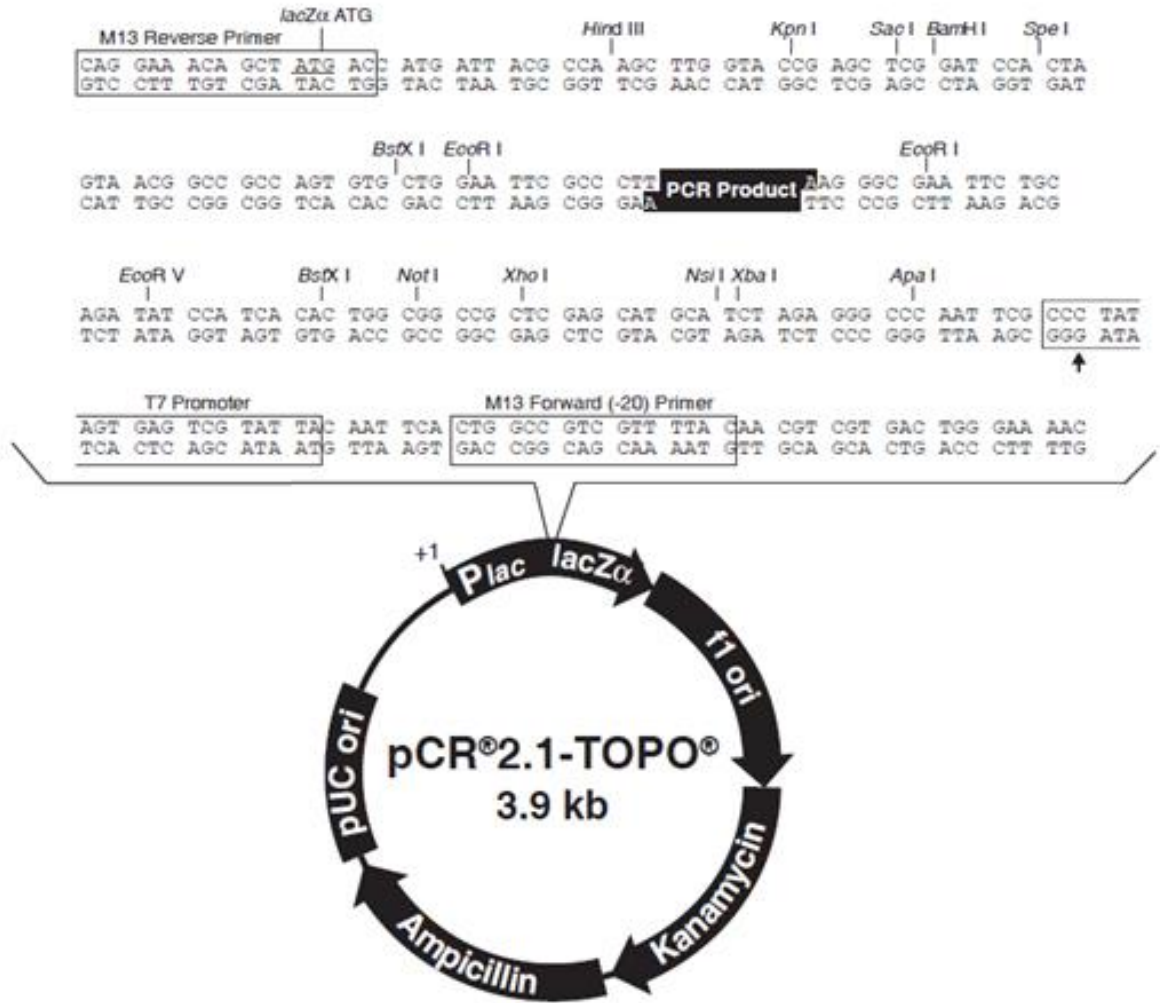 lacZα ATG
M13 Reverse Primer Hind III Kpn I Sac I BamH I Spe I
CAG GAA ACA GCT ATG ACC ATG ATT ACG CCA AGC TTG GTA CCG AGC TCG GAT CCA CTA
GTC CTT TGT CGA TAC TGG TAC TAA TGC GGT TCG AAC CAT GGC TCG AGC CTA GGT GAT
BstX I EcoR I EcoR I
GTA ACG GCC GCC AGT GTG CTG GAA TTC GCC CTT PCR Product AAG GGC GAA TTC TGC
CAT TGC CGG CGG TCA CAC GAC CTT AAG CGG GAA TTC CCG CTT AAG ACG
EcoR V BstX I Not I Xho I Nsi I Xba I Apa I
AGA TAT CCA TCA CAC TGG CGG CCG CTC GAG CAT GCA TCT AGA GGG CCC AAT TCG CCC TAT
TCT ATA GGT AGT GTG ACC GCC GGC GAG CTC GTA CGT AGA TCT CCC GGG TTA AGC GGG ATA
T7 Promoter M13 Forward (-20) Primer
AGT GAG TCG TAT TAC AAT TCA CTG GCC GTC GTT TTA CAA CGT CGT GAC TGG GAA AAC
TCA CTC AGC ATA ATG TTA AGT GAC CGG CAG CAA AAT GTT GCA GCA CTG ACC CTT TTG
+1
Plac lacZα
f1 ori
pUC ori
pCR®2.1-TOPO®
3.9 kb
Kanamycin
Ampicillin